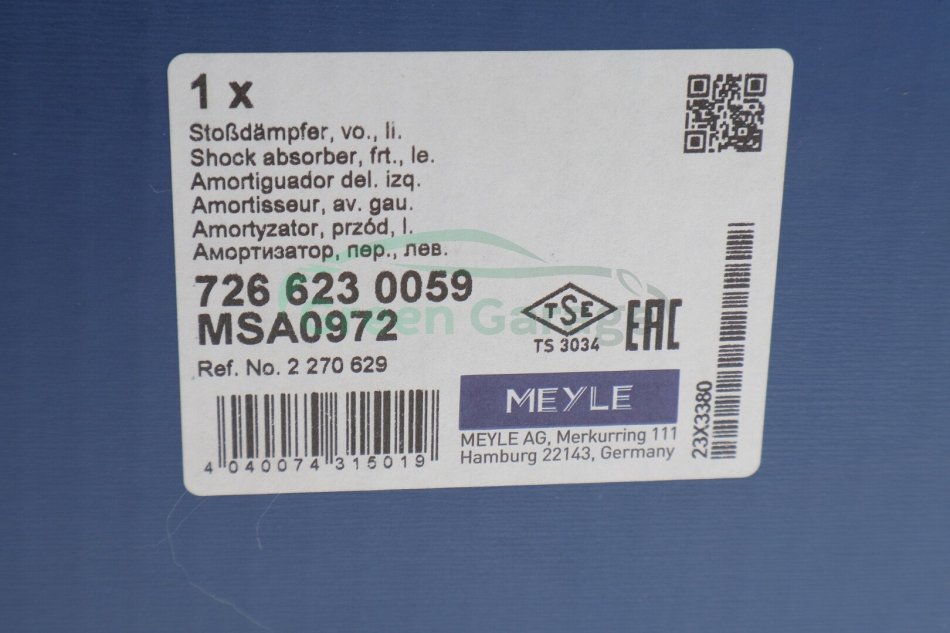 1 x
Stoßdämpfer, vo., li.
Shock absorber, frt., le.
Amortiguador del. izq.
Amortisseur, av. gau.
Amortyzator, przód, l.
Амортизатор, пер., лев.
726 623 0059
MSA0972
Green Garage
TSE
TS 3034
EAC
Ref. No. 2 270 629
MEYLE
MEYLE AG, Merkurring 111
Hamburg 22143, Germany
4 040074 315019
23X3380